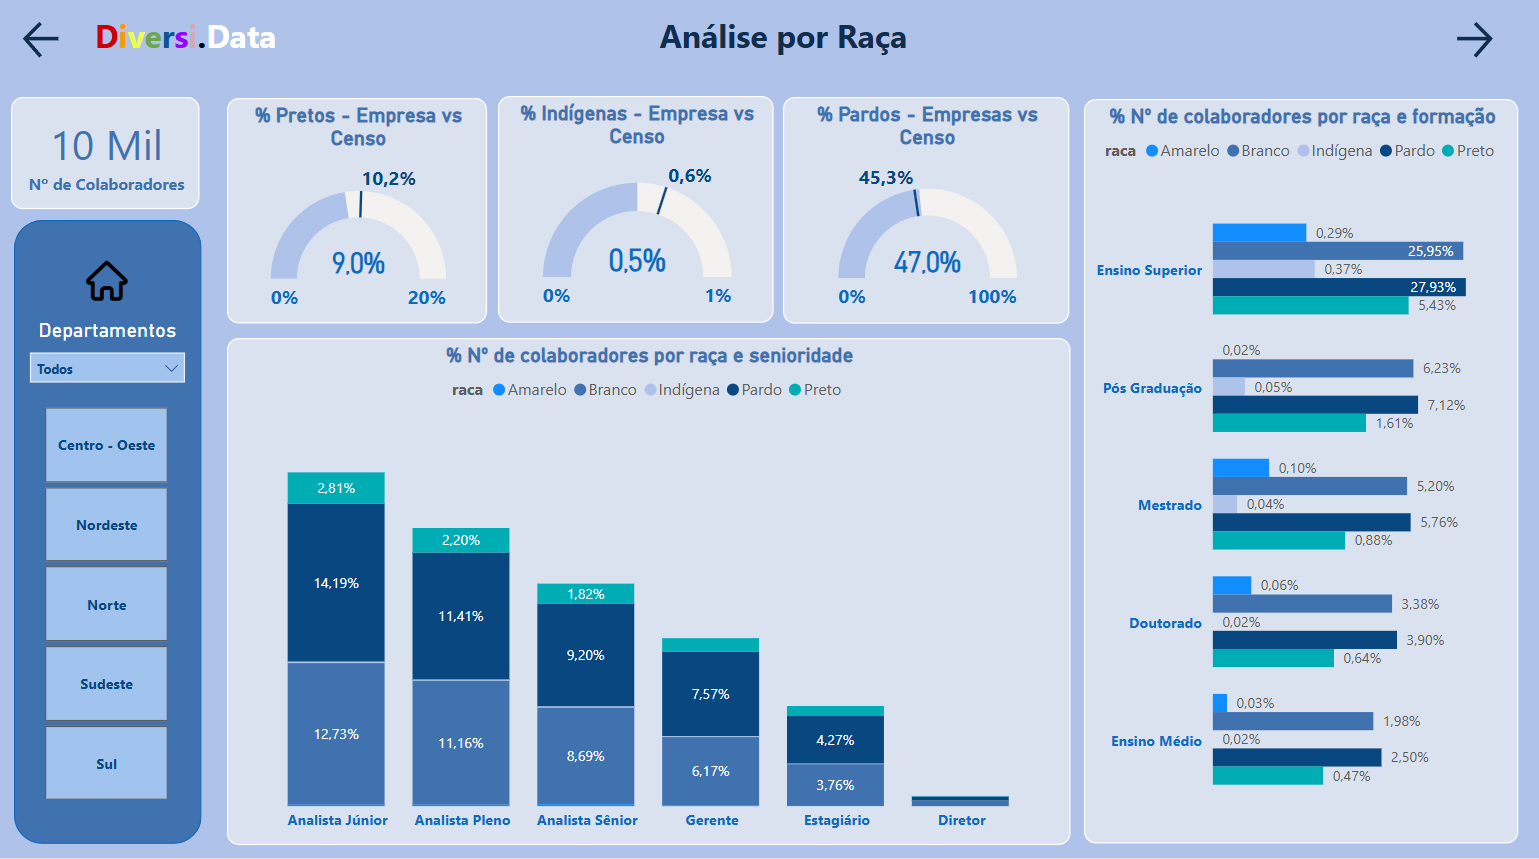 Diversi.Data
Análise por Raça
10 Mil
Nº de Colaboradores
Departamentos
Todos
Centro - Oeste
Nordeste
Norte
Sudeste
Sul
% Pretos - Empresa vs
Censo
10,2%
9,0%
0%
20%
% Indígenas - Empresa vs
Censo
0,6%
0,5%
0%
1%
% Pardos - Empresas vs
Censo
45,3%
47,0%
0%
100%
% Nº de colaboradores por raça e senioridade
raca Amarelo Branco Indígena Pardo Preto
2,81%
14,19%
12,73%
2,20%
11,41%
11,16%
1,82%
9,20%
8,69%
7,57%
6,17%
4,27%
3,76%
Analista Júnior Analista Pleno Analista Sênior Gerente Estagiário Diretor
% Nº de colaboradores por raça e formação
raca Amarelo Branco Indígena Pardo Preto
Ensino Superior
0,29%
25,95%
0,37%
27,93%
5,43%
Pós Graduação
0,02%
6,23%
0,05%
7,12%
1,61%
Mestrado
0,10%
5,20%
0,04%
5,76%
0,88%
Doutorado
0,06%
3,38%
0,02%
3,90%
0,64%
Ensino Médio
0,03%
1,98%
0,02%
2,50%
0,47%